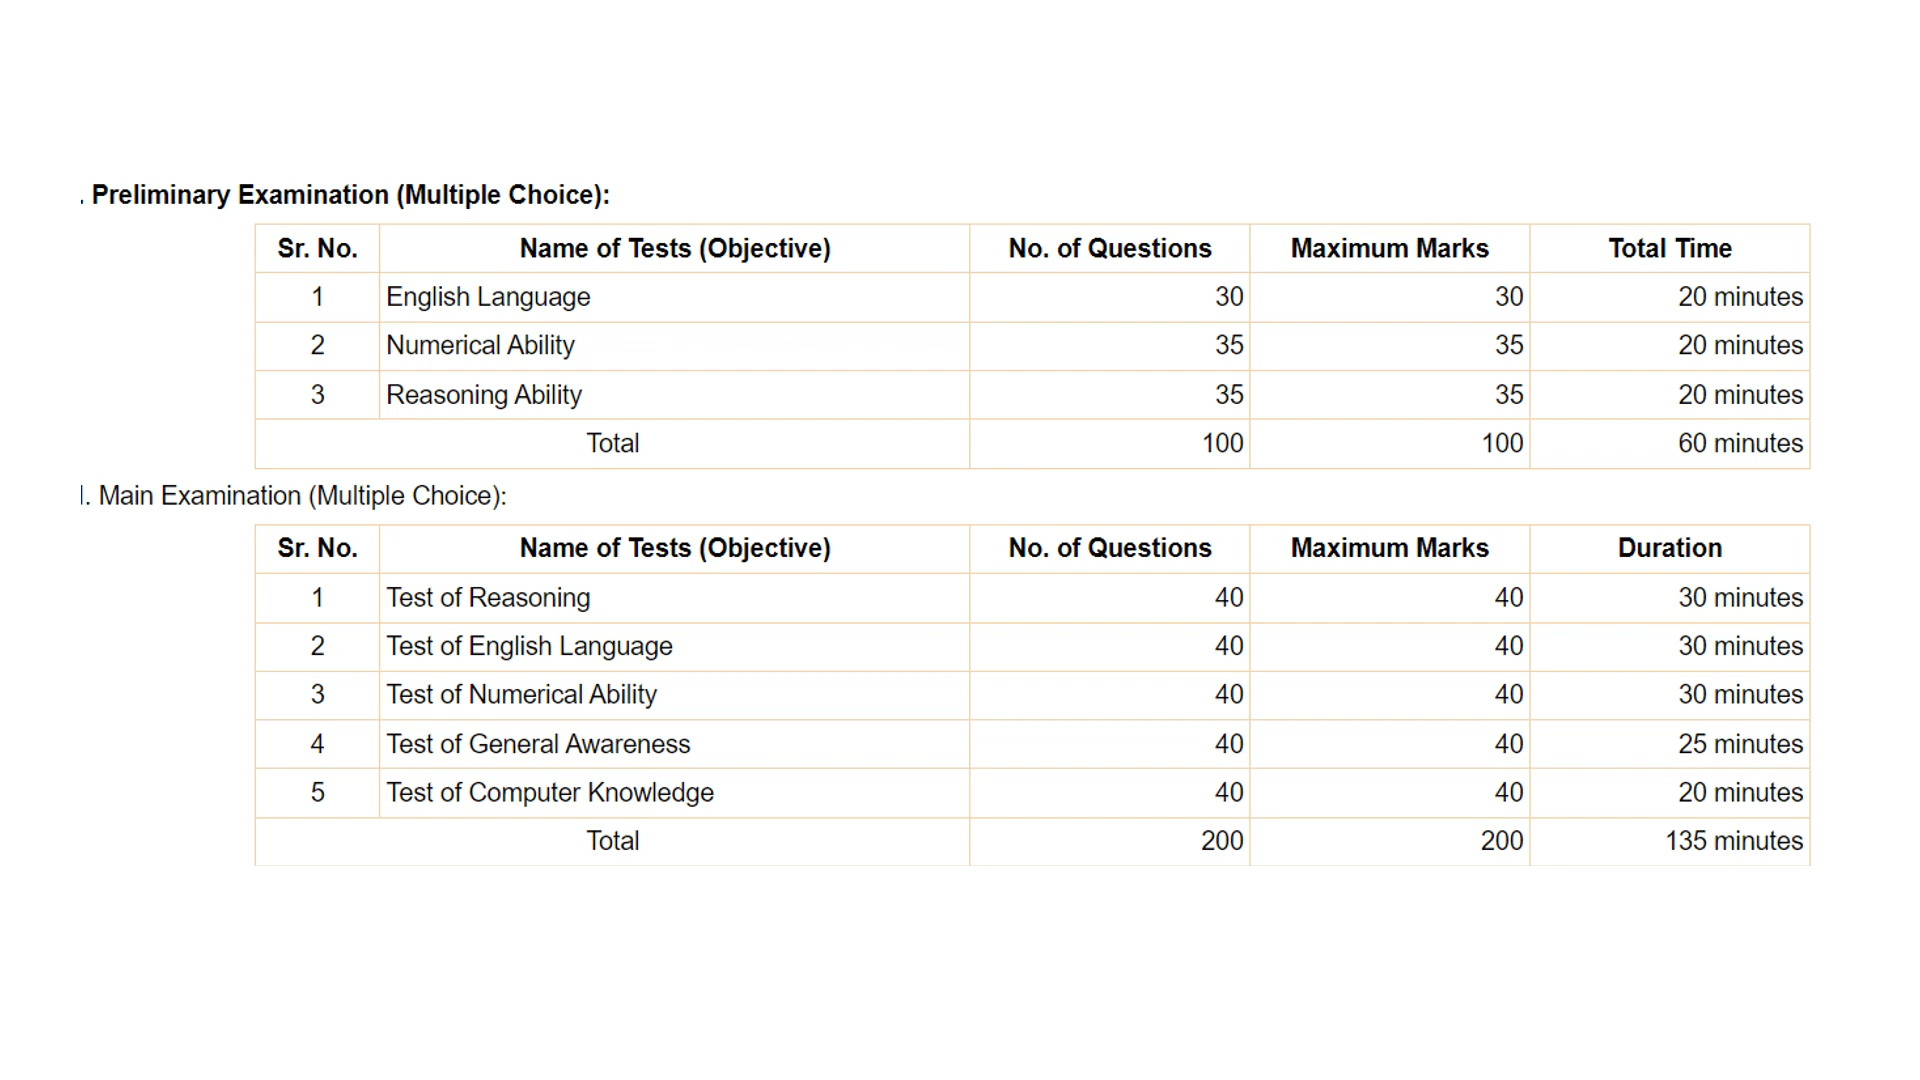 . Preliminary Examination (Multiple Choice):
Sr. No. Name of Tests (Objective) No. of Questions Maximum Marks Total Time
1 English Language 30 30 20 minutes
2 Numerical Ability 35 35 20 minutes
3 Reasoning Ability 35 35 20 minutes
Total 100 100 60 minutes
I. Main Examination (Multiple Choice):
Sr. No. Name of Tests (Objective) No. of Questions Maximum Marks Duration
1 Test of Reasoning 40 40 30 minutes
2 Test of English Language 40 40 30 minutes
3 Test of Numerical Ability 40 40 30 minutes
4 Test of General Awareness 40 40 25 minutes
5 Test of Computer Knowledge 40 40 20 minutes
Total 200 200 135 minutes